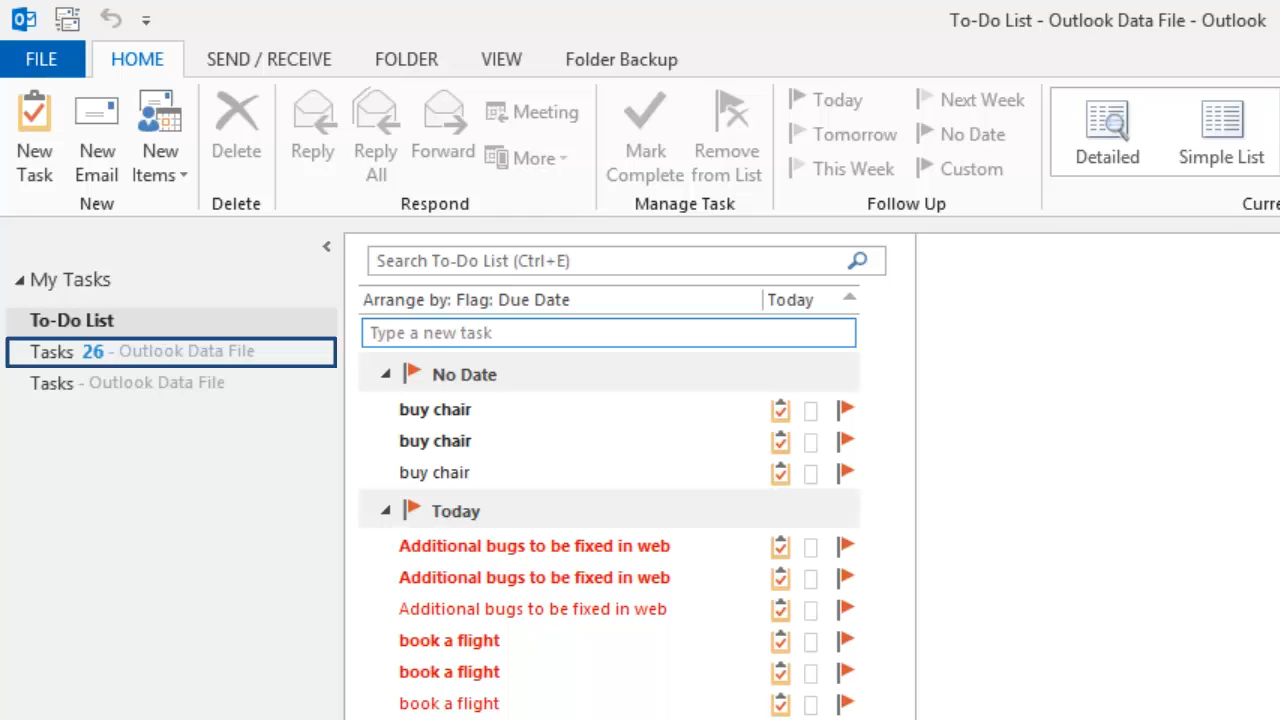 To-Do List - Outlook Data File - Outlook
FILE HOME SEND / RECEIVE FOLDER VIEW Folder Backup
New Task
New Email
New Items
New
Delete
Delete
Reply
Reply All
Forward
Meeting
More
Respond
Mark Complete
Remove from List
Manage Task
Today
Tomorrow
This Week
Next Week
No Date
Custom
Follow Up
Detailed
Simple List
Curre
My Tasks
To-Do List
Tasks 26 - Outlook Data File
Tasks - Outlook Data File
Search To-Do List (Ctrl+E)
Arrange by: Flag: Due Date Today
Type a new task
No Date
buy chair
buy chair
buy chair
Today
Additional bugs to be fixed in web
Additional bugs to be fixed in web
Additional bugs to be fixed in web
book a flight
book a flight
book a flight